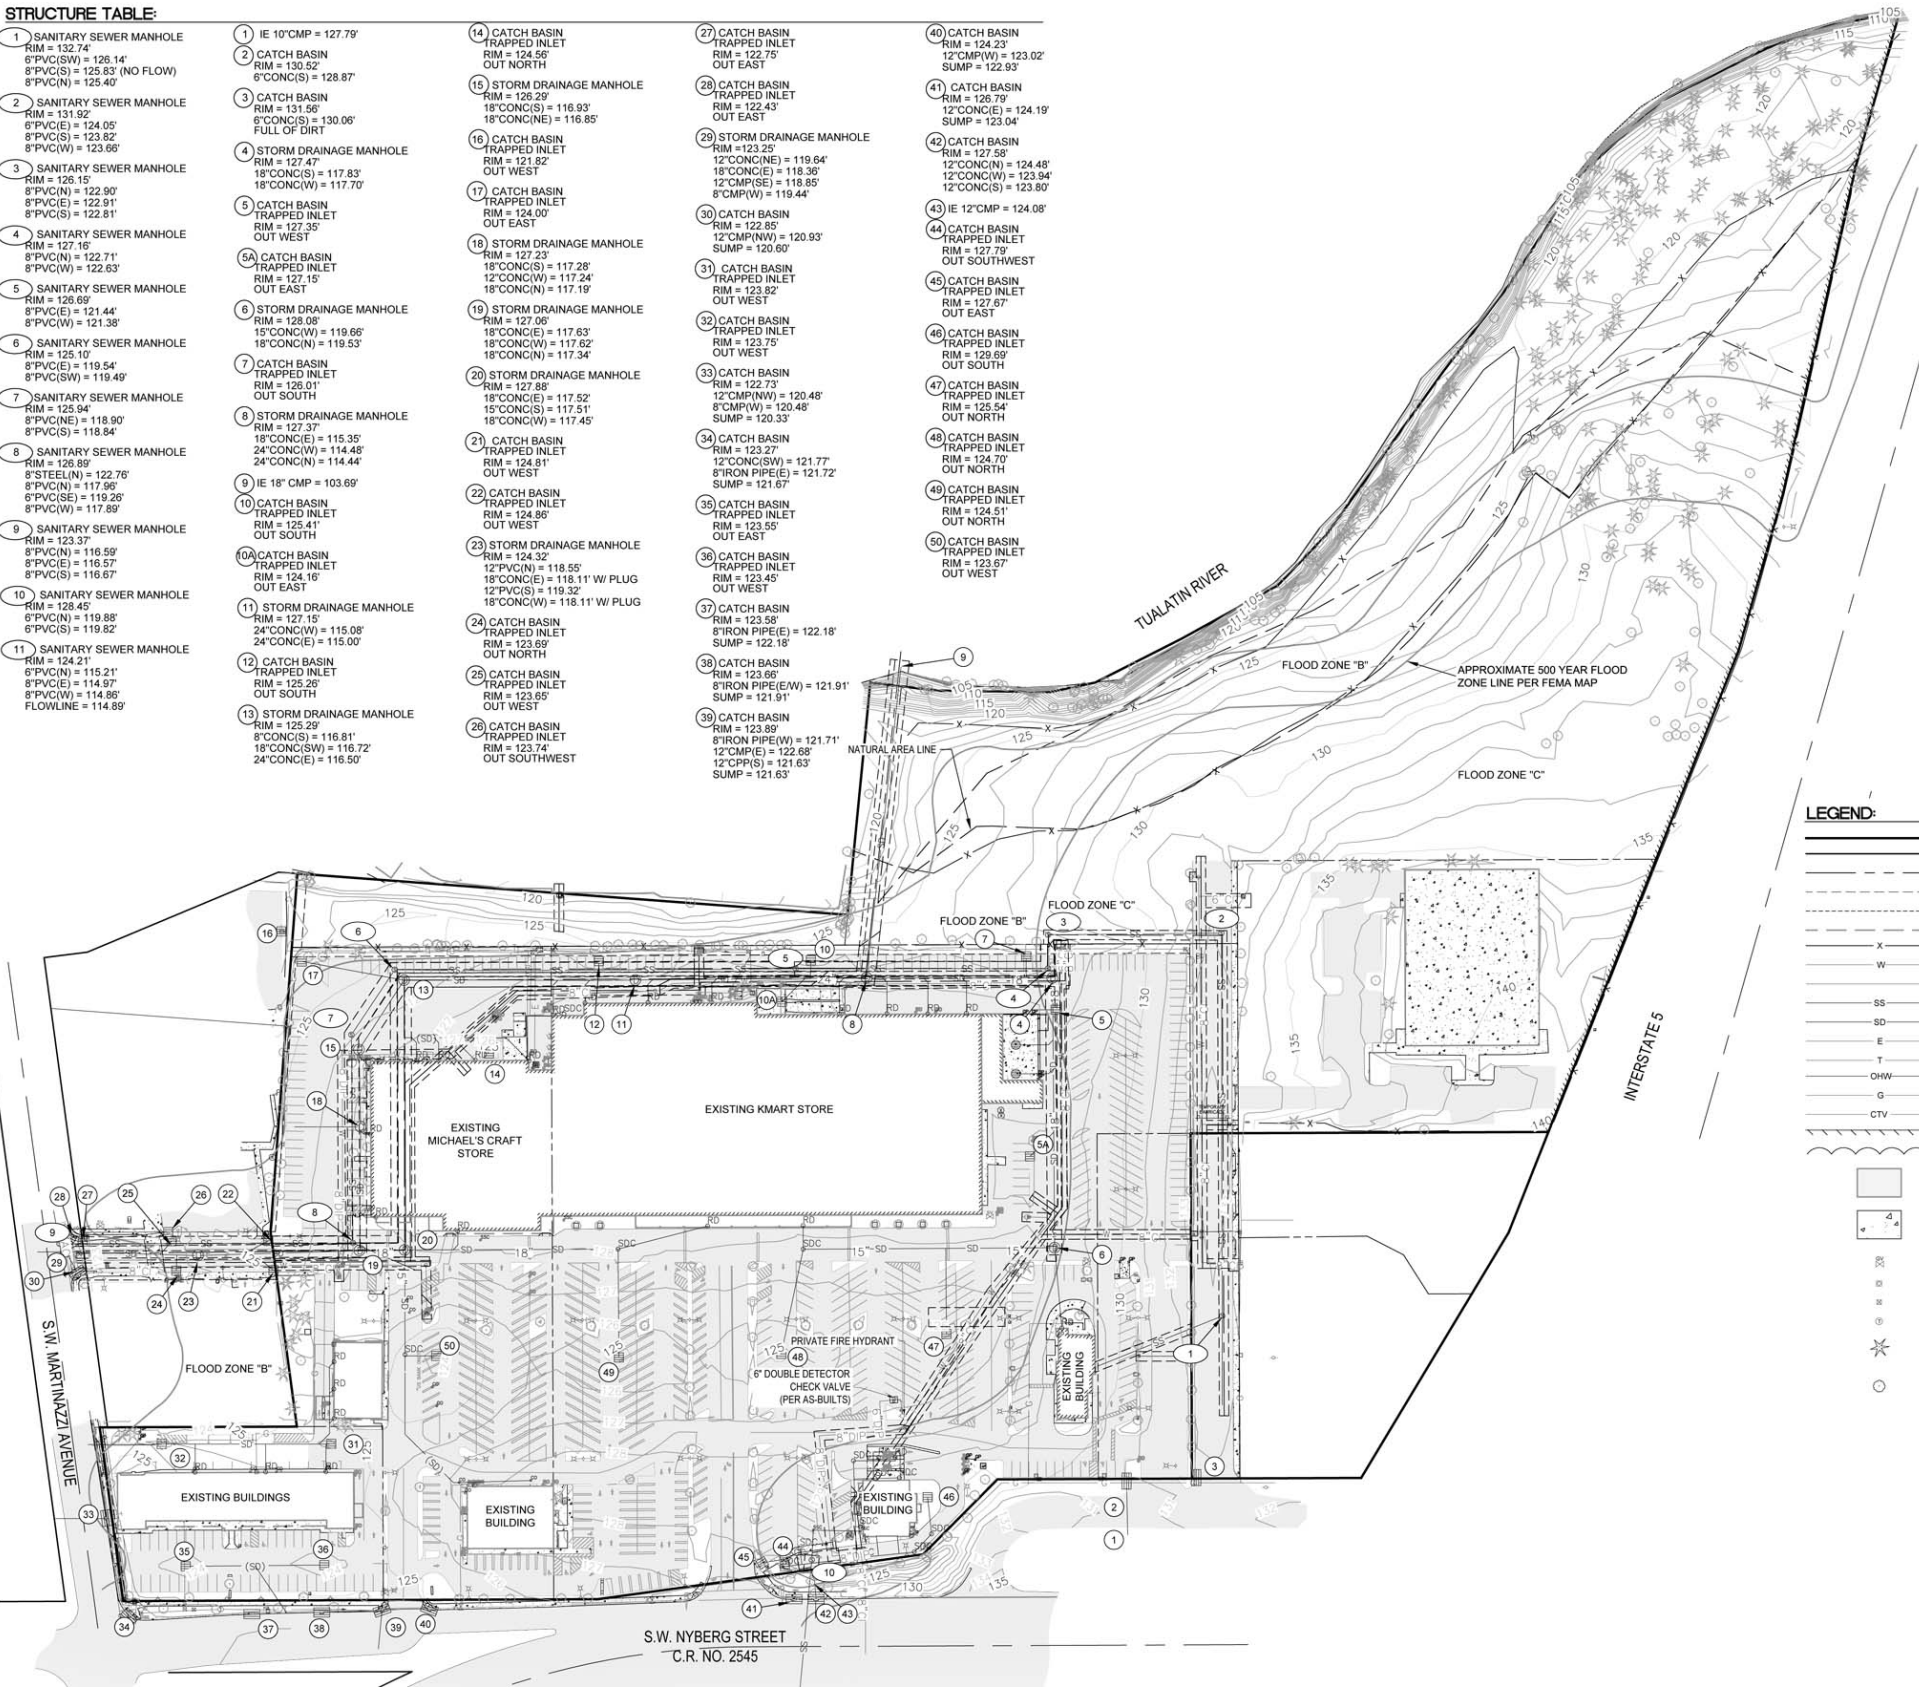 STRUCTURE TABLE:
1 SANITARY SEWER MANHOLE
RIM = 132.74'
6"PVC(SW) = 126.14'
8"PVC(S) = 125.83' (NO FLOW)
8"PVC(N) = 125.40'
2 SANITARY SEWER MANHOLE
RIM = 131.92'
6"PVC(E) = 124.05'
8"PVC(S) = 123.82'
8"PVC(W) = 123.66'
3 SANITARY SEWER MANHOLE
RIM = 126.15'
8"PVC(N) = 122.90'
8"PVC(E) = 122.91'
8"PVC(S) = 122.81'
4 SANITARY SEWER MANHOLE
RIM = 127.16'
8"PVC(N) = 122.71'
8"PVC(W) = 122.63'
5 SANITARY SEWER MANHOLE
RIM = 126.69'
8"PVC(E) = 121.44'
8"PVC(W) = 121.38'
6 SANITARY SEWER MANHOLE
RIM = 125.10'
8"PVC(E) = 119.54'
8"PVC(SW) = 119.49'
7 SANITARY SEWER MANHOLE
RIM = 125.94'
8"PVC(NE) = 118.90'
8"PVC(S) = 118.84'
8 SANITARY SEWER MANHOLE
RIM = 126.89'
8"STEEL(N) = 122.76'
8"PVC(N) = 117.96'
6"PVC(SE) = 119.26'
8"PVC(W) = 117.89'
9 SANITARY SEWER MANHOLE
RIM = 123.37'
8"PVC(N) = 116.59'
8"PVC(E) = 116.57'
8"PVC(S) = 116.67'
10 SANITARY SEWER MANHOLE
RIM = 128.45'
6"PVC(N) = 119.88'
6"PVC(S) = 119.82'
11 SANITARY SEWER MANHOLE
RIM = 124.21'
6"PVC(N) = 115.21'
8"PVC(E) = 114.97'
8"PVC(W) = 114.86'
FLOWLINE = 114.89'
1 IE 10"CMP = 127.79'
2 CATCH BASIN
RIM = 130.52'
6"CONC(S) = 128.87'
3 CATCH BASIN
RIM = 131.56'
6"CONC(S) = 130.06'
FULL OF DIRT
4 STORM DRAINAGE MANHOLE
RIM = 127.47'
18"CONC(S) = 117.83'
18"CONC(W) = 117.70'
5 CATCH BASIN
TRAPPED INLET
RIM = 127.35'
OUT WEST
5A CATCH BASIN
TRAPPED INLET
RIM = 127.15'
OUT EAST
6 STORM DRAINAGE MANHOLE
RIM = 128.08'
15"CONC(W) = 119.66'
18"CONC(N) = 119.53'
7 CATCH BASIN
TRAPPED INLET
RIM = 126.01'
OUT SOUTH
8 STORM DRAINAGE MANHOLE
RIM = 127.37'
18"CONC(E) = 115.35'
24"CONC(W) = 114.48'
24"CONC(N) = 114.44'
9 IE 18" CMP = 103.69'
10 CATCH BASIN
TRAPPED INLET
RIM = 125.41'
OUT SOUTH
10A CATCH BASIN
TRAPPED INLET
RIM = 124.16'
OUT EAST
11 STORM DRAINAGE MANHOLE
RIM = 127.15'
24"CONC(W) = 115.08'
24"CONC(E) = 115.00'
12 CATCH BASIN
TRAPPED INLET
RIM = 125.26'
OUT SOUTH
13 STORM DRAINAGE MANHOLE
RIM = 125.29'
8"CONC(S) = 116.81'
18"CONC(SW) = 116.72'
24"CONC(E) = 116.50'
14 CATCH BASIN
TRAPPED INLET
RIM = 124.56'
OUT NORTH
15 STORM DRAINAGE MANHOLE
RIM = 126.29'
18"CONC(S) = 116.93'
18"CONC(NE) = 116.85'
16 CATCH BASIN
TRAPPED INLET
RIM = 121.82'
OUT WEST
17 CATCH BASIN
TRAPPED INLET
RIM = 124.00'
OUT EAST
18 STORM DRAINAGE MANHOLE
RIM = 127.23'
18"CONC(S) = 117.28'
12"CONC(W) = 117.24'
18"CONC(N) = 117.19'
19 STORM DRAINAGE MANHOLE
RIM = 127.06'
18"CONC(E) = 117.63'
18"CONC(W) = 117.62'
18"CONC(N) = 117.34'
20 STORM DRAINAGE MANHOLE
RIM = 127.88'
18"CONC(E) = 117.52'
15"CONC(S) = 117.51'
18"CONC(W) = 117.45'
21 CATCH BASIN
TRAPPED INLET
RIM = 124.81'
OUT WEST
22 CATCH BASIN
TRAPPED INLET
RIM = 124.86'
OUT WEST
23 STORM DRAINAGE MANHOLE
RIM = 124.32'
12"PVC(N) = 118.55'
18"CONC(E) = 118.11' W/ PLUG
12"PVC(S) = 119.32'
18"CONC(W) = 118.11' W/ PLUG
24 CATCH BASIN
TRAPPED INLET
RIM = 123.69'
OUT NORTH
25 CATCH BASIN
TRAPPED INLET
RIM = 123.65'
OUT WEST
26 CATCH BASIN
TRAPPED INLET
RIM = 123.74'
OUT SOUTHWEST
27 CATCH BASIN
TRAPPED INLET
RIM = 122.75'
OUT EAST
28 CATCH BASIN
TRAPPED INLET
RIM = 122.43'
OUT EAST
29 STORM DRAINAGE MANHOLE
RIM =123.25'
12"CONC(NE) = 119.64'
18"CONC(E) = 118.36'
12"CMP(SE) = 118.85'
8"CMP(W) = 119.44'
30 CATCH BASIN
RIM = 122.85'
12"CMP(NW) = 120.93'
SUMP = 120.60'
31 CATCH BASIN
TRAPPED INLET
RIM = 123.82'
OUT WEST
32 CATCH BASIN
TRAPPED INLET
RIM = 123.75'
OUT WEST
33 CATCH BASIN
RIM = 122.73'
12"CMP(NW) = 120.48'
8"CMP(W) = 120.48'
SUMP = 120.33'
34 CATCH BASIN
RIM = 123.27'
12"CONC(SW) = 121.77'
8"IRON PIPE(E) = 121.72'
SUMP = 121.67'
35 CATCH BASIN
TRAPPED INLET
RIM = 123.55'
OUT EAST
36 CATCH BASIN
TRAPPED INLET
RIM = 123.45'
OUT WEST
37 CATCH BASIN
RIM = 123.58'
8"IRON PIPE(E) = 122.18'
SUMP = 122.18'
38 CATCH BASIN
RIM = 123.66'
8"IRON PIPE(E/W) = 121.91'
SUMP = 121.91'
39 CATCH BASIN
RIM = 123.89'
8"IRON PIPE(W) = 121.71'
12"CMP(E) = 122.68'
12"CPP(S) = 121.63'
SUMP = 121.63'
40 CATCH BASIN
RIM = 124.23'
12"CMP(W) = 123.02'
SUMP = 122.93'
41 CATCH BASIN
RIM = 126.79'
12"CONC(E) = 124.19'
SUMP = 123.04'
42 CATCH BASIN
RIM = 127.58'
12"CONC(N) = 124.48'
12"CONC(W) = 123.94'
12"CONC(S) = 123.80'
43 IE 12"CMP = 124.08'
44 CATCH BASIN
TRAPPED INLET
RIM = 127.79'
OUT SOUTHWEST
45 CATCH BASIN
TRAPPED INLET
RIM = 127.67'
OUT EAST
46 CATCH BASIN
TRAPPED INLET
RIM = 129.69'
OUT SOUTH
47 CATCH BASIN
TRAPPED INLET
RIM = 125.54'
OUT NORTH
48 CATCH BASIN
TRAPPED INLET
RIM = 124.70'
OUT NORTH
49 CATCH BASIN
TRAPPED INLET
RIM = 124.51'
OUT NORTH
50 CATCH BASIN
TRAPPED INLET
RIM = 123.67'
OUT WEST
TUALATIN RIVER
FLOOD ZONE "B"
APPROXIMATE 500 YEAR FLOOD
ZONE LINE PER FEMA MAP
NATURAL AREA LINE
FLOOD ZONE "C"
LEGEND:
X
W
SS
SD
E
T
OHW
G
CTV
FLOOD ZONE "B"
FLOOD ZONE "C"
INTERSTATE 5
EXISTING KMART STORE
EXISTING
MICHAEL'S CRAFT
STORE
PRIVATE FIRE HYDRANT
6" DOUBLE DETECTOR
CHECK VALVE
(PER AS-BUILTS)
EXISTING
BUILDING
FLOOD ZONE "B"
S.W. MARTINAZZI AVENUE
EXISTING BUILDINGS
EXISTING
BUILDING
EXISTING
BUILDING
S.W. NYBERG STREET
C.R. NO. 2545